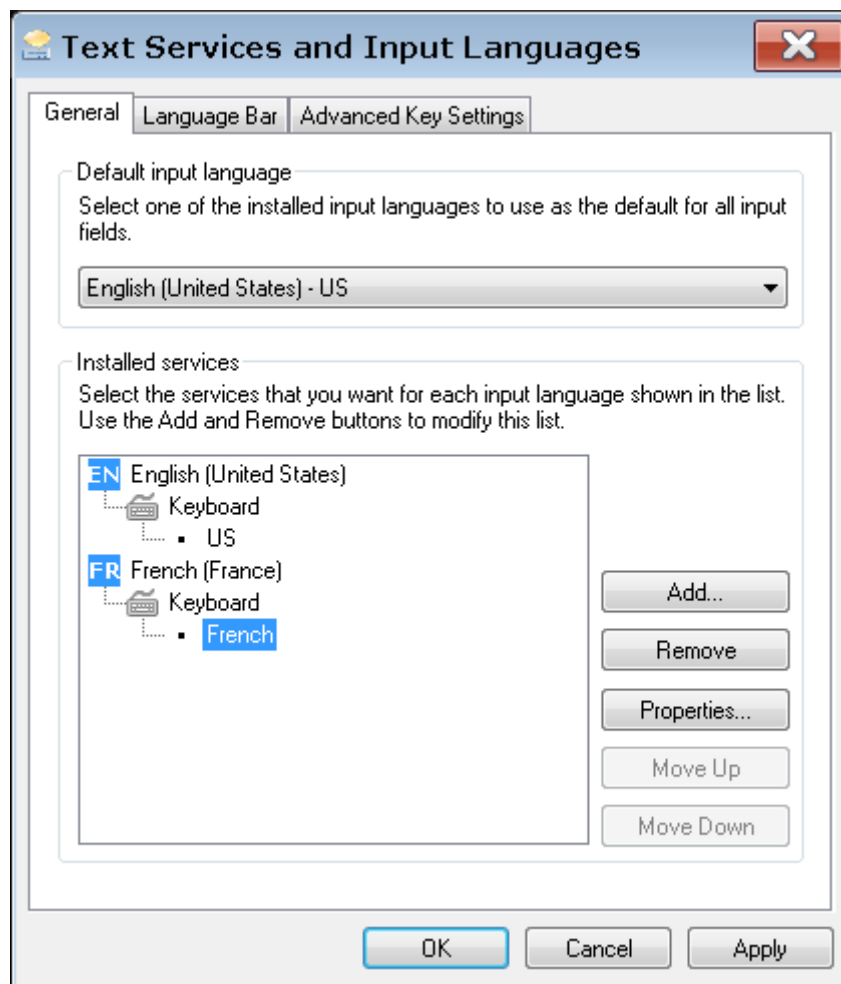 Text Services and Input Languages
General
Language Bar
Advanced Key Settings
Default input language
Select one of the installed input languages to use as the default for all input
fields.
English (United States) - US
Installed services
Select the services that you want for each input language shown in the list.
Use the Add and Remove buttons to modify this list.
EN English (United States)
Keyboard
US
FR French (France)
Keyboard
French
Add...
Remove
Properties...
Move Up
Move Down
OK
Cancel
Apply